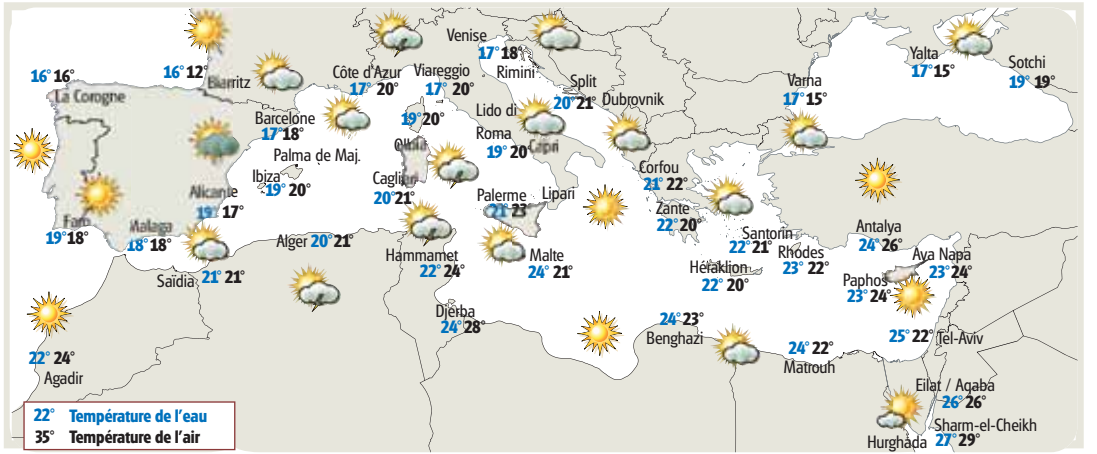 Venise
17° 18°
Rimini
Yalta
17° 15°
Sotchi
19° 19°
16° 16°
La Corogne
16° 12°
Biarritz
Côte d'Azur
17° 20°
Viareggio
17° 20°
Split
20° 21°
Dubrovnik
Varna
17° 15°
Barcelone
17° 18°
19° 20°
Olbia
Lido di
Roma
19° 20°
Capri
Palma de Maj.
Ibiza
19° 20°
Cagliari
20° 21°
Corfou
21° 22°
Alicante
19° 17°
Palerme
21° 23°
Lipari
Zante
22° 20°
Faro
19° 18°
Malaga
18° 18°
Santorin
22° 21°
Antalya
24° 26°
Alger 20° 21°
Hammamet
22° 24°
Malte
24° 21°
Rhodes
23° 22°
Aya Napa
23° 24°
Saïdia
21° 21°
Héraklion
22° 20°
Paphos
23° 24°
Djerba
24° 28°
24° 23°
Benghazi
25° 22°
Tel-Aviv
22° 24°
Agadir
24° 22°
Matrouh
Eilat / Aqaba
26° 26°
Sharm-el-Cheikh
27° 29°
Hurghada
22° Température de l'eau
35° Température de l'air